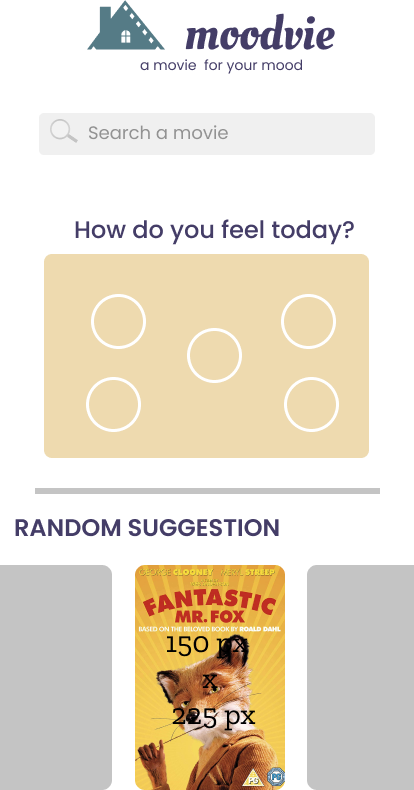 moodvie
a movie for your mood
Search a movie
How do you feel today?
RANDOM SUGGESTION
GEORGE CLOONEY MERYL STREEP
FANTASTIC
MR. FOX
BASED ON THE BELOVED BOOK BY ROALD DAHL
150 px
x
225 px
PG